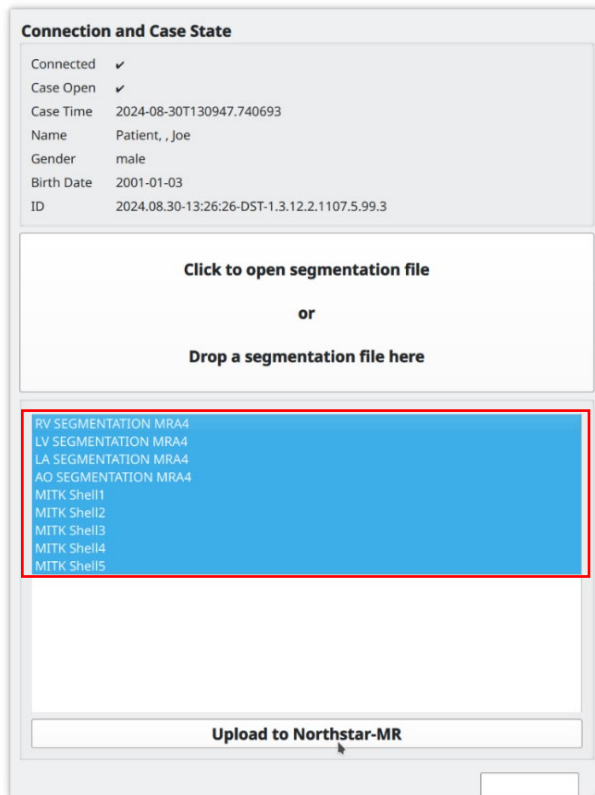 Connection and Case State
Connected ✔
Case Open ✔
Case Time 2024-08-30T130947.740693
Name Patient, , Joe
Gender male
Birth Date 2001-01-03
ID 2024.08.30-13:26:26-DST-1.3.12.2.1107.5.99.3
Click to open segmentation file
or
Drop a segmentation file here
RV SEGMENTATION MRA4
LV SEGMENTATION MRA4
LA SEGMENTATION MRA4
AO SEGMENTATION MRA4
MITK Shell1
MITK Shell2
MITK Shell3
MITK Shell4
MITK Shell5
Upload to Northstar-MR